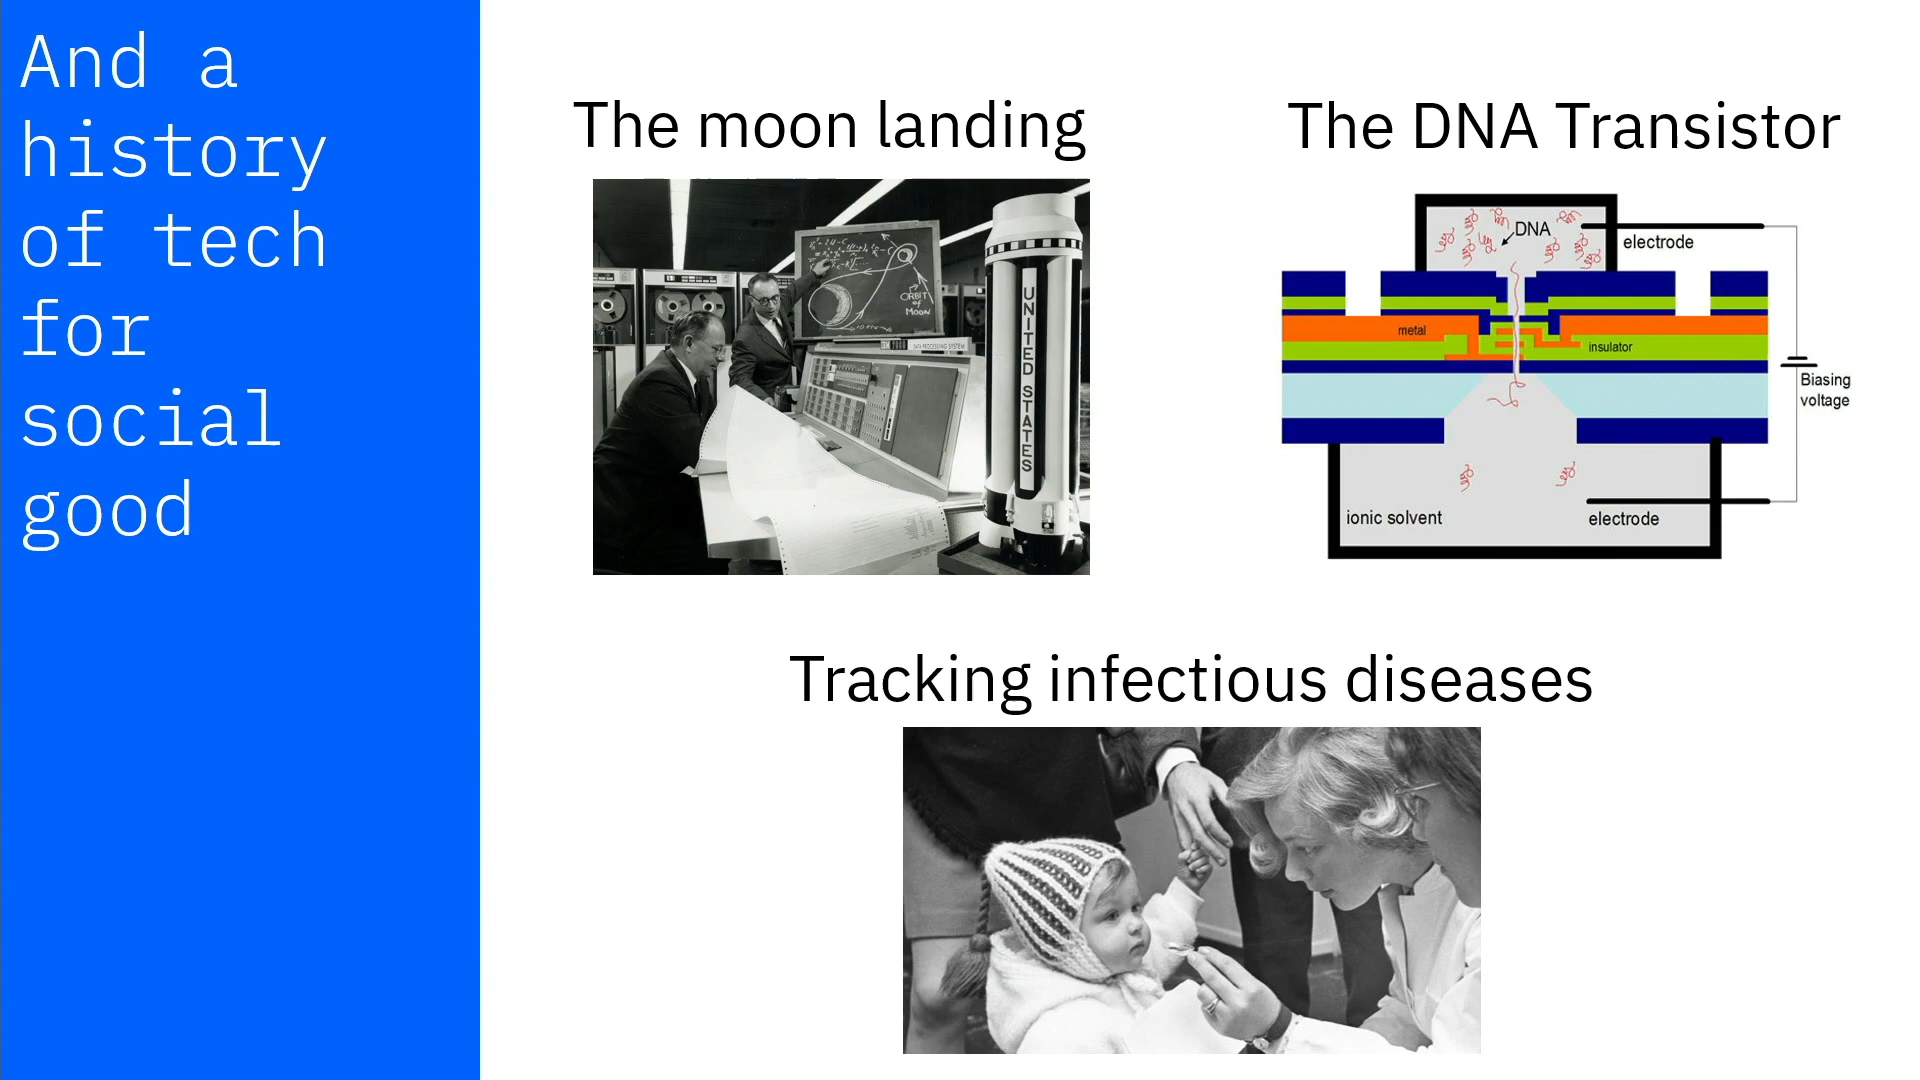 And a
history
of tech
for
social
good
The moon landing
ORBIT
of
MOON
DATA PROCESSING SYSTEM
UNITED STATES
The DNA Transistor
DNA
electrode
metal
insulator
Biasing
voltage
ionic solvent
electrode
Tracking infectious diseases